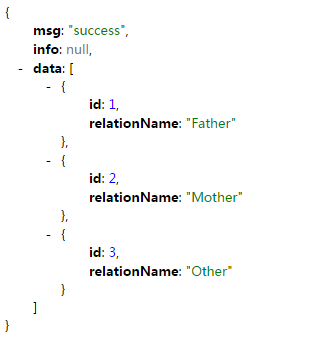 {
msg: "success",
info: null,
- data: [
- {
id: 1,
relationName: "Father"
},
- {
id: 2,
relationName: "Mother"
},
- {
id: 3,
relationName: "Other"
}
]
}